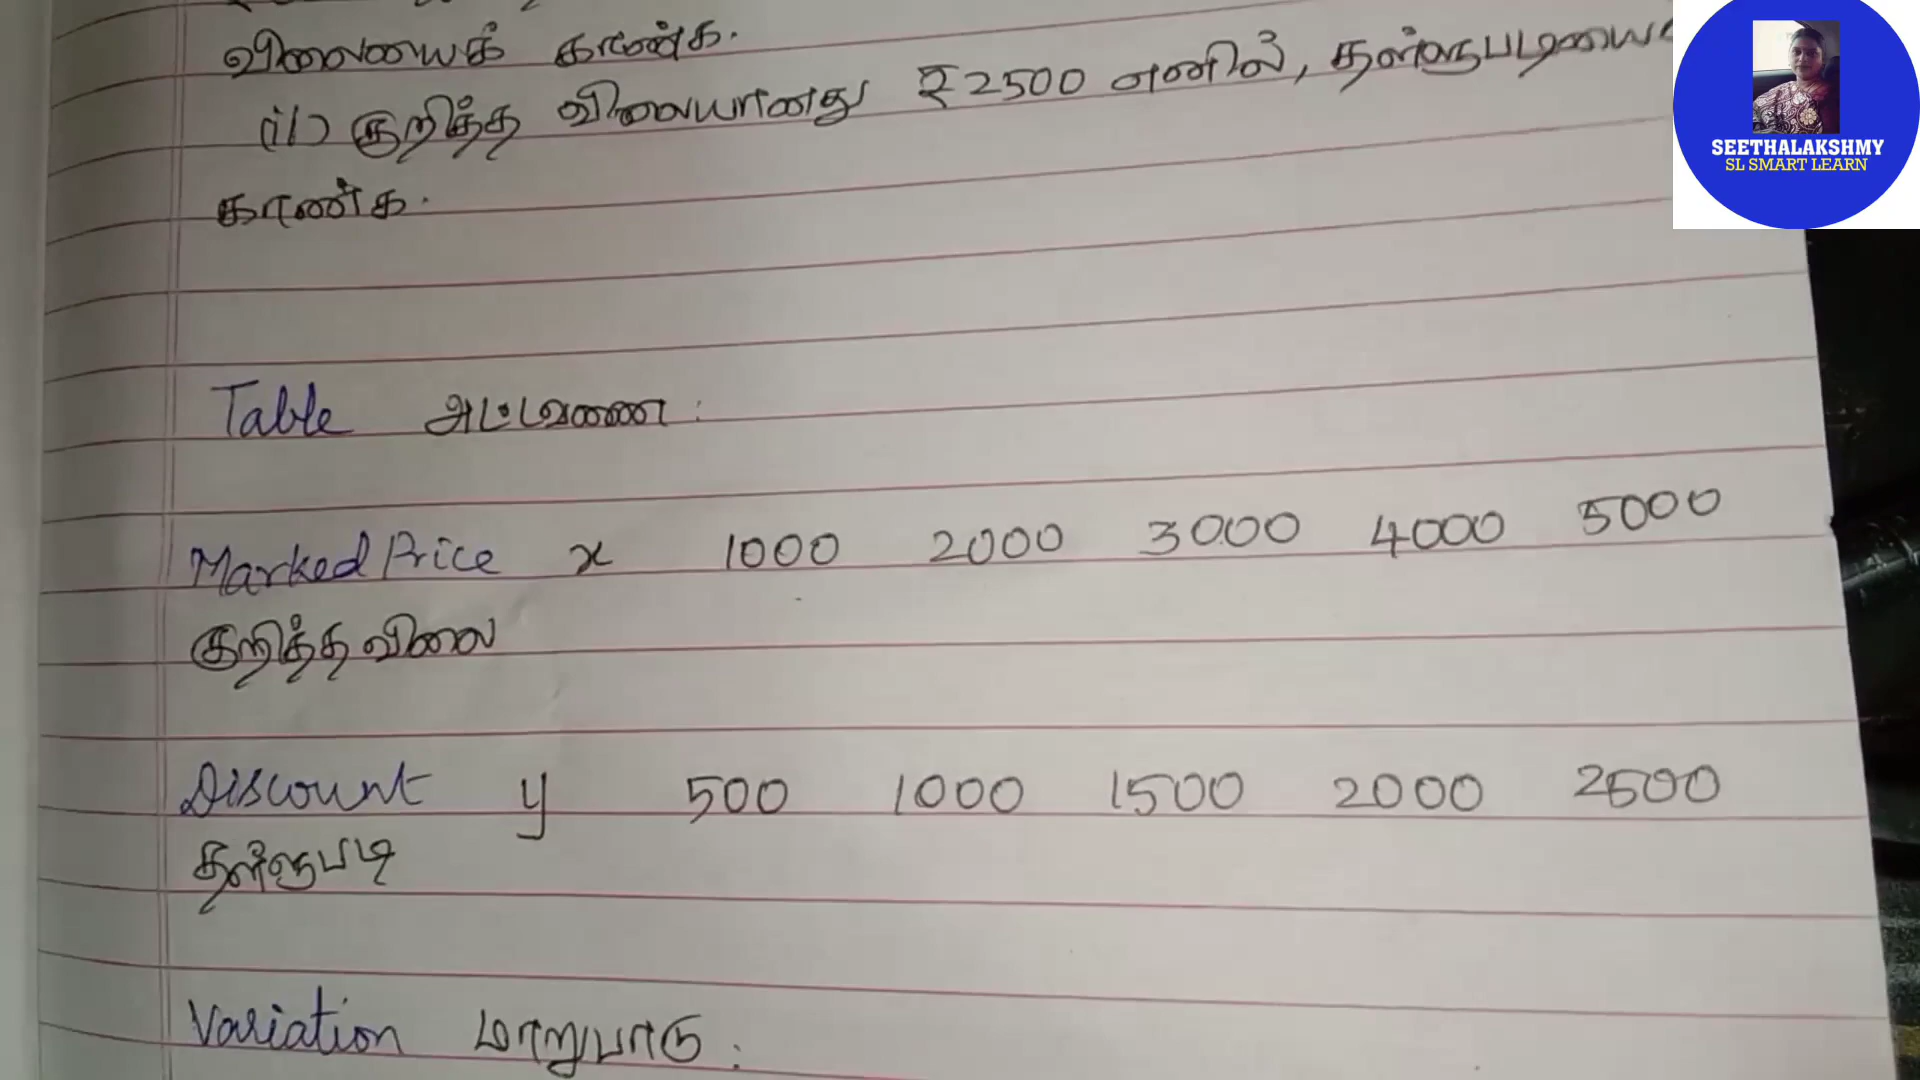 விலையைக் காண்க.
(ii) குறித்த விலையானது ₹2500 எனில், தள்ளுபடியைக்
காண்க.
SEETHALAKSHMY
SL SMART LEARN
Table அட்டவணை :
Marked Price x 1000 2000 3000 4000 5000
குறித்த விலை
Discount y 500 1000 1500 2000 2500
தள்ளுபடி
Variation மாறுபாடு :